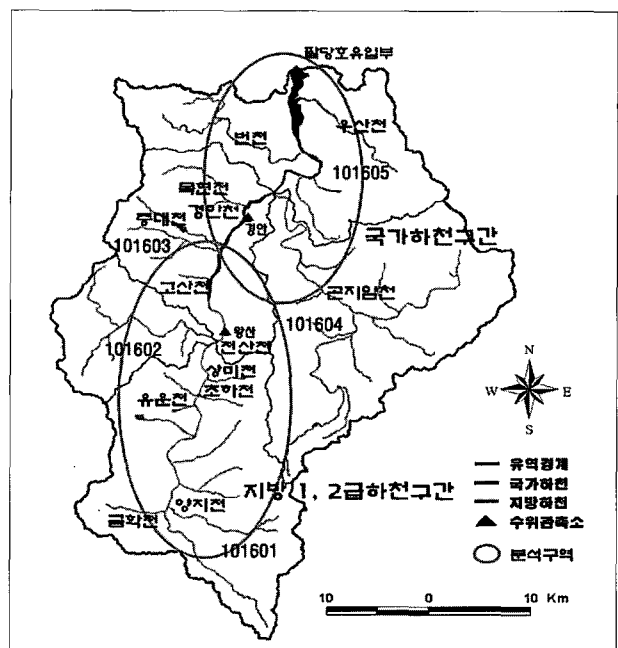 팔당호유입부
우산천
번천
101605
목현천
경안천
경안
중대천
국가하천구간
101603
고산천
곤지암천
101604
왕산
101602
천산천
상미천
초하천
유운천
N
W E
S
지방 1, 2급하천구간
양지천
금학천
101601
유역경계
국가하천
지방하천
수위관측소
분석구역
10 0 10 Km